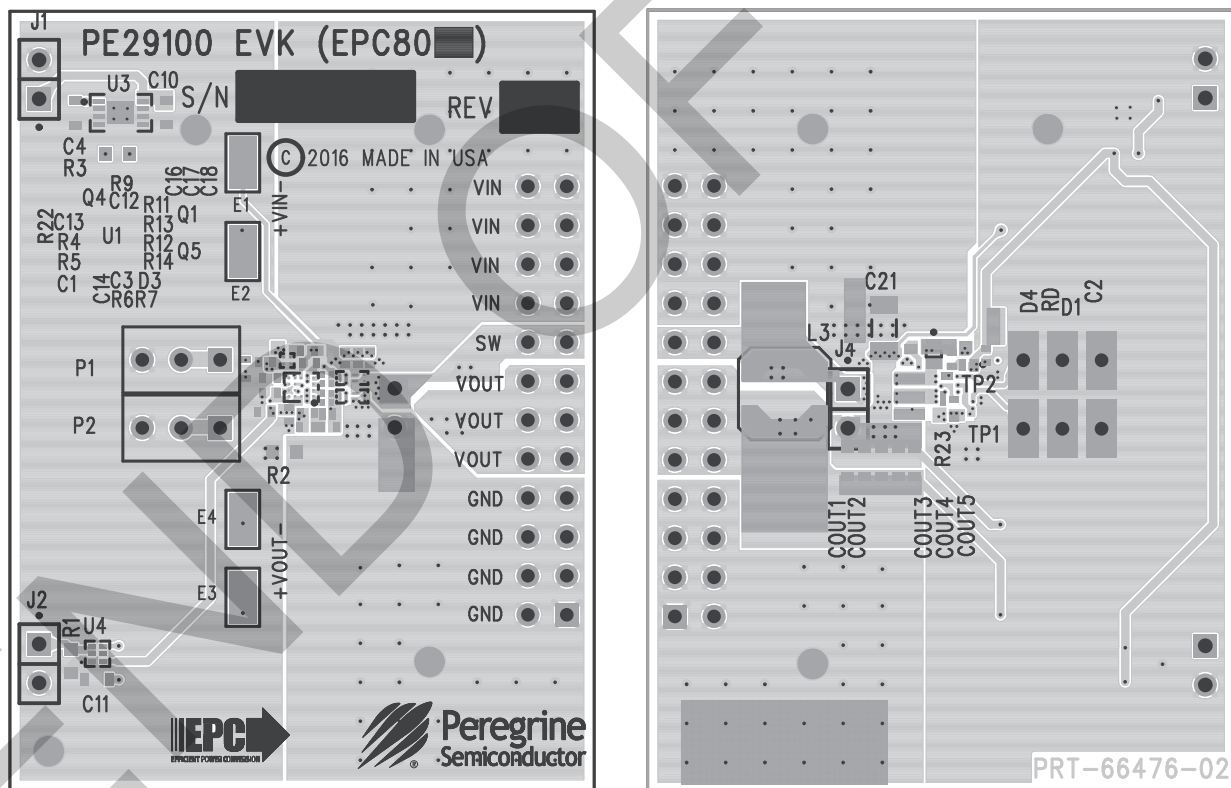 J1
PE29100 EVK (EPC80 )
U3
C10
S/N
REV
C4
R3
© 2016 MADE IN USA
R9
C16
C17
C18
Q4
C12
R11
Q1
E1
+VIN-
VIN
R22
C13
R13
VIN
R4
U1
R12
R5
R14
Q5
VIN
C1
C14
C3
D3
R6
R7
E2
VIN
SW
P1
VOUT
P2
VOUT
R2
VOUT
GND
E4
+VOUT-
GND
E3
GND
J2
GND
R1
U4
C11
EPC
EFFICIENT POWER CONVERSION
Peregrine
Semiconductor
®
C21
L3
J4
D4
RD
D1
C2
TP2
TP1
R23
COUT1
COUT2
COUT3
COUT4
COUT5
PRT-66476-02